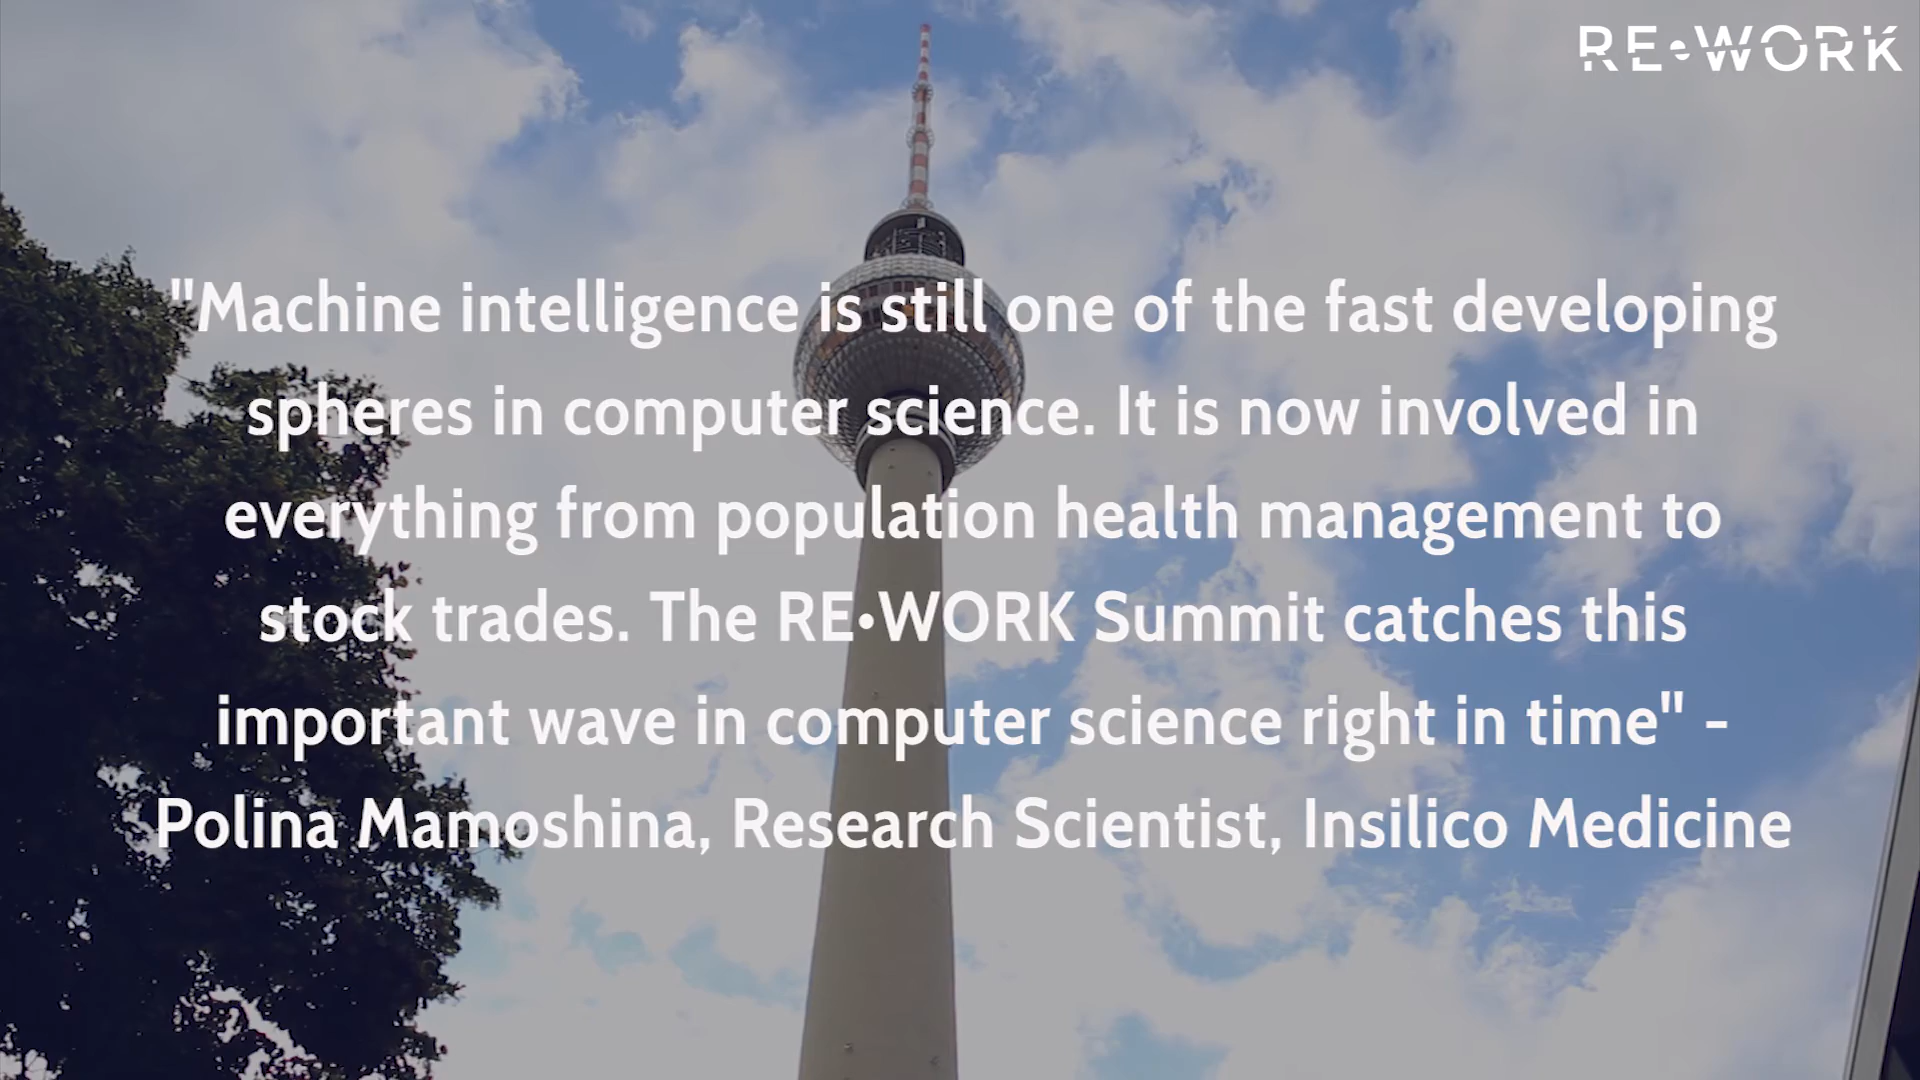 RE•WORK
"Machine intelligence is still one of the fast developing
spheres in computer science. It is now involved in
everything from population health management to
stock trades. The RE•WORK Summit catches this
important wave in computer science right in time" -
Polina Mamoshina, Research Scientist, Insilico Medicine